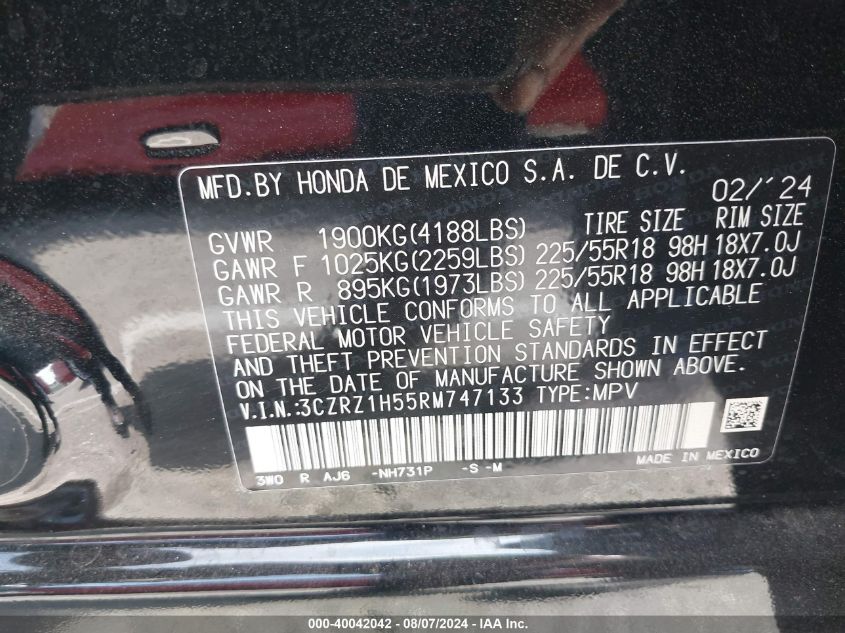 MFD.BY HONDA DE MEXICO S.A. DE C.V. 02/'24
TIRE SIZE RIM SIZE
GVWR 1900KG(4188LBS)
GAWR F 1025KG(2259LBS) 225/55R18 98H 18X7.0J
GAWR R 895KG(1973LBS) 225/55R18 98H 18X7.0J
THIS VEHICLE CONFORMS TO ALL APPLICABLE
FEDERAL MOTOR VEHICLE SAFETY
AND THEFT PREVENTION STANDARDS IN EFFECT
ON THE DATE OF MANUFACTURE SHOWN ABOVE.
V.I.N.:3CZRZ1H55RM747133 TYPE:MPV
3W0 R AJ6 -NH731P -S -M MADE IN MEXICO
000-40042042 - 08/07/2024 - © IAA, Inc.